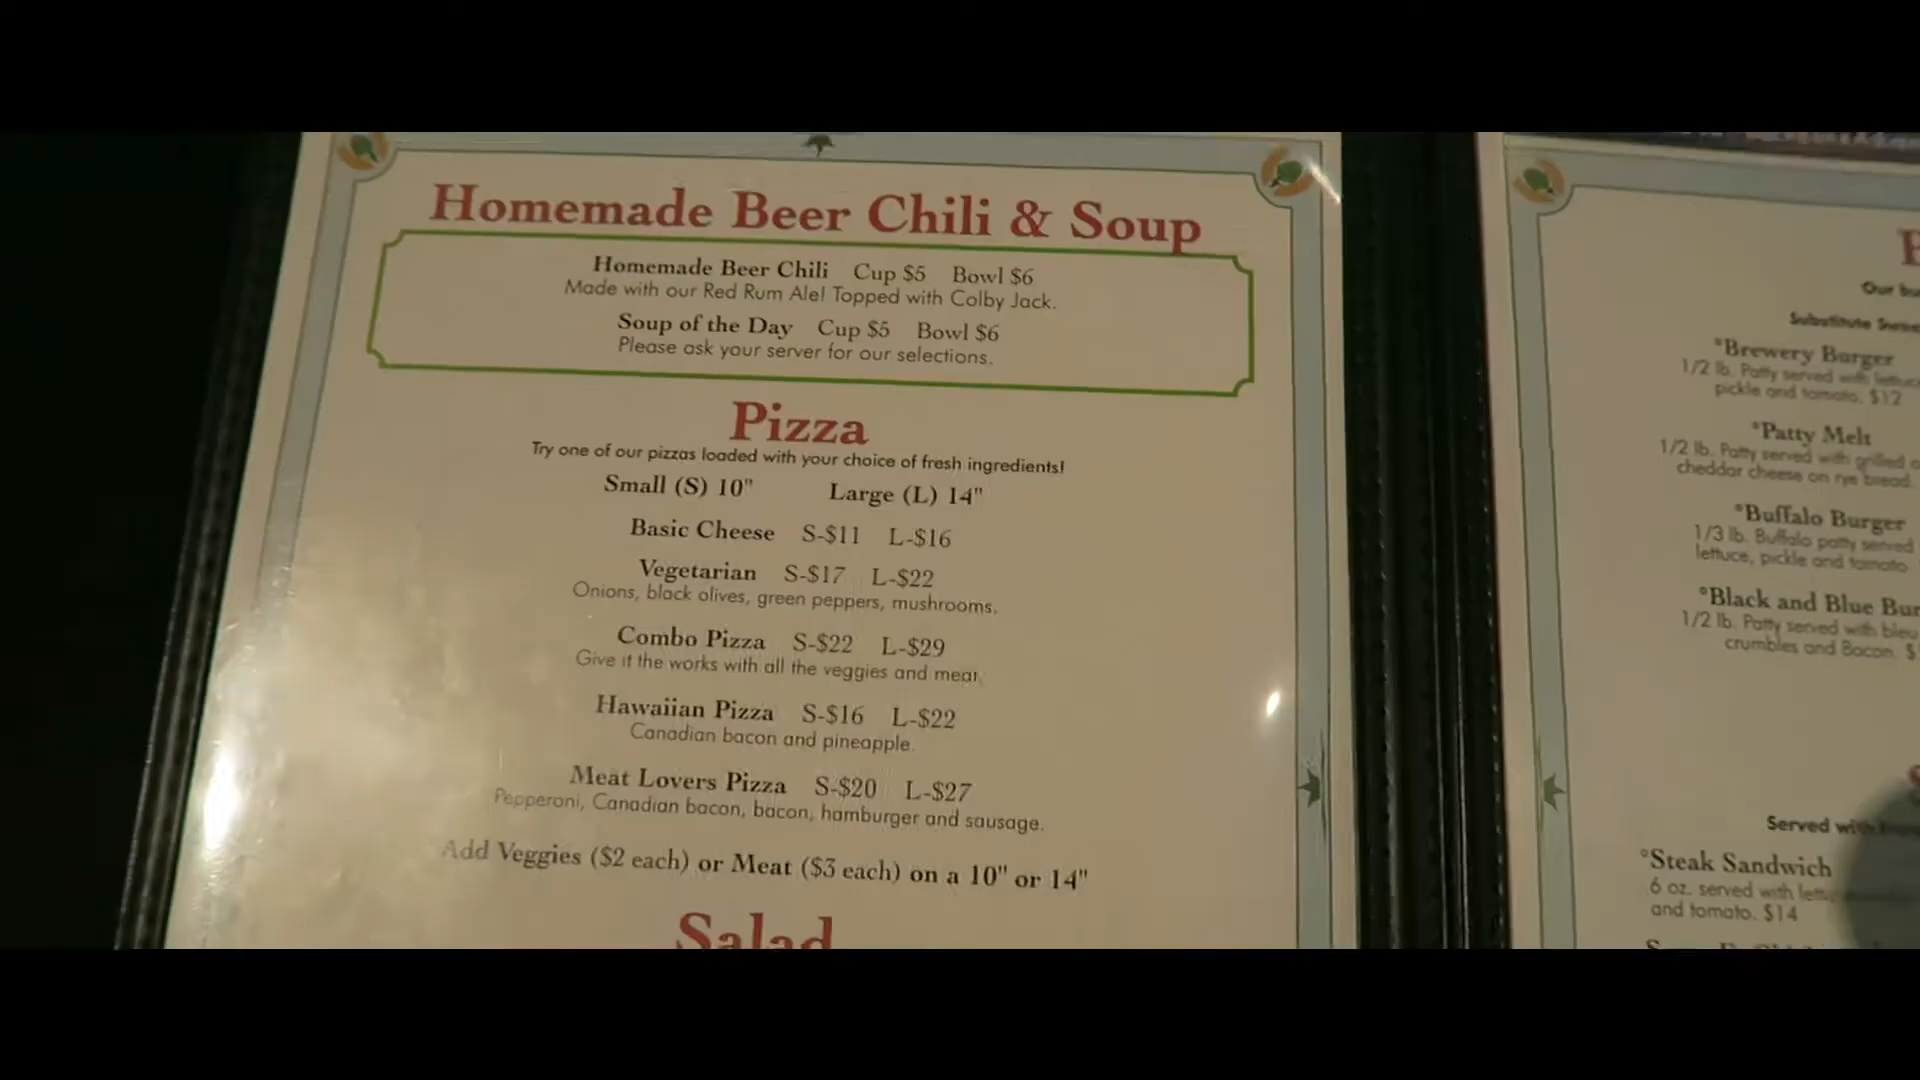 Homemade Beer Chili & Soup
Homemade Beer Chili Cup $5 Bowl $6
Made with our Red Rum Ale! Topped with Colby Jack.
Soup of the Day Cup $5 Bowl $6
Please ask your server for our selections.
Pizza
Try one of our pizzas loaded with your choice of fresh ingredients!
Small (S) 10" Large (L) 14"
Basic Cheese S-$11 L-$16
Vegetarian S-$17 L-$22
Onions, black olives, green peppers, mushrooms.
Combo Pizza S-$22 L-$29
Give it the works with all the veggies and meat.
Hawaiian Pizza S-$16 L-$22
Canadian bacon and pineapple.
Meat Lovers Pizza S-$20 L-$27
Pepperoni, Canadian bacon, bacon, hamburger and sausage.
Add Veggies ($2 each) or Meat ($3 each) on a 10" or 14"
Salad
Our
Substitute
*Brewery Burger
1/2 lb. Patty served with lettuce
pickle and tomato. $12
*Patty Melt
1/2 lb. Patty served with grilled
cheddar cheese on rye bread.
*Buffalo Burger
1/3 lb. Buffalo patty served
lettuce, pickle and tomato
*Black and Blue Bur
1/2 lb. Patty served with bleu
crumbles and Bacon. $
Served with
*Steak Sandwich
6 oz. served with
and tomato. $14